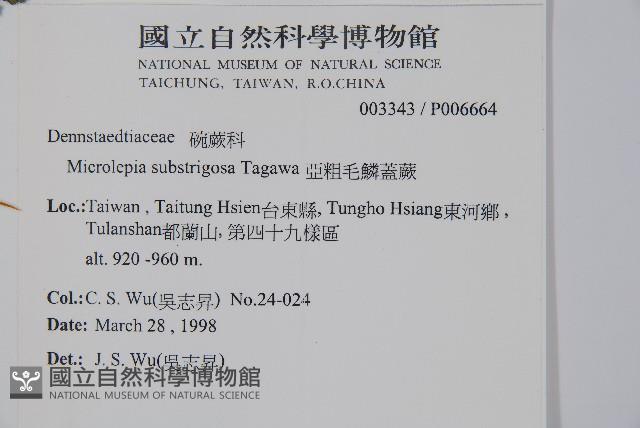 國立自然科學博物館
NATIONAL MUSEUM OF NATURAL SCIENCE
TAICHUNG, TAIWAN, R.O.CHINA
003343 / P006664
Dennstaedtiaceae 碗蕨科
Microlepia substrigosa Tagawa 亞粗毛鱗蓋蕨
Loc.:Taiwan , Taitung Hsien台東縣, Tungho Hsiang東河鄉 ,
Tulanshan都蘭山, 第四十九樣區
alt. 920 -960 m.
Col.:C. S. Wu(吳志昇) No.24-024
Date: March 28 , 1998
Det.: J. S. Wu(吳志昇)
國立自然科學博物館
NATIONAL MUSEUM OF NATURAL SCIENCE